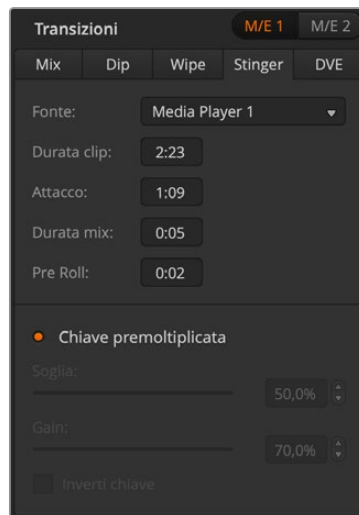 Transizioni M/E 1 M/E 2
Mix Dip Wipe Stinger DVE
Fonte: Media Player 1
Durata clip: 2:23
Attacco: 1:09
Durata mix: 0:05
Pre Roll: 0:02
Chiave premoltiplicata
Soglia:
50,0%
Gain:
70,0%
Inverti chiave